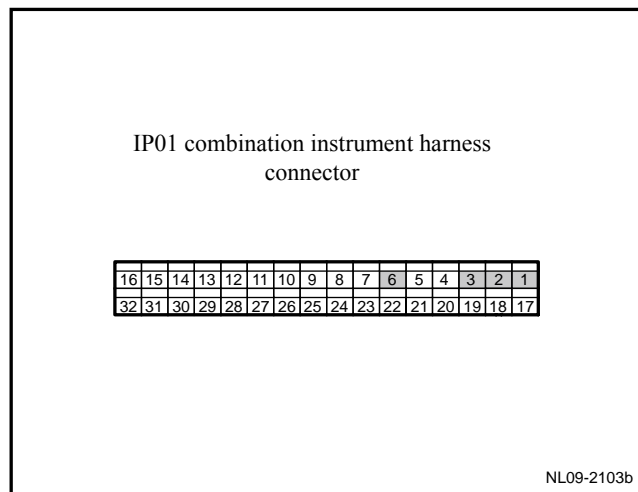 IP01 combination instrument harness
connector
16 15 14 13 12 11 10 9 8 7 6 5 4 3 2 1
32 31 30 29 28 27 26 25 24 23 22 21 20 19 18 17
NL09-2103b